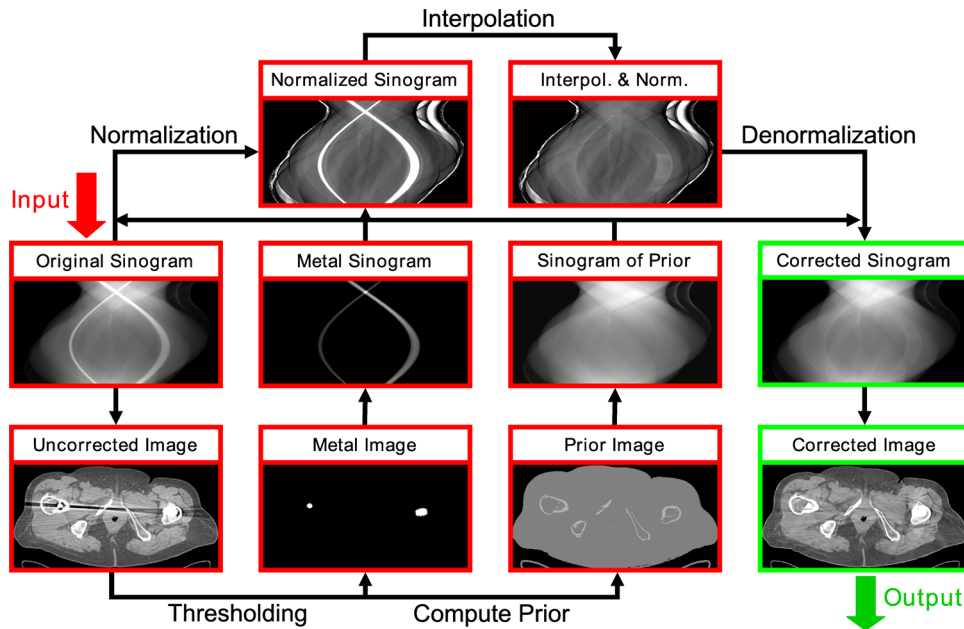 Interpolation
Normalized Sinogram
Interpol. & Norm.
Normalization
Denormalization
Input
Original Sinogram
Metal Sinogram
Sinogram of Prior
Corrected Sinogram
Uncorrected Image
Metal Image
Prior Image
Corrected Image
Thresholding
Compute Prior
Output